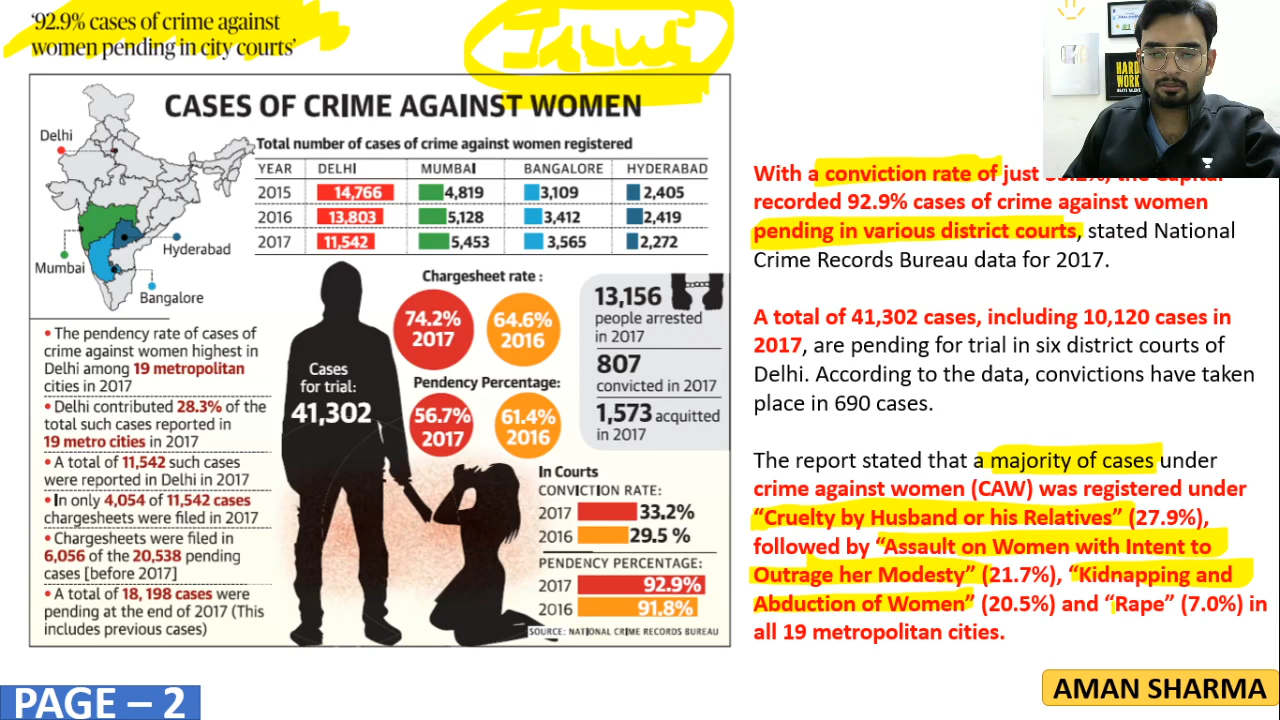 ‘92.9% cases of crime against
women pending in city courts’
CASES OF CRIME AGAINST WOMEN
Delhi
Mumbai
Hyderabad
Bangalore
Total number of cases of crime against women registered
YEAR DELHI MUMBAI BANGALORE HYDERABAD
2015 14,766 4,819 3,109 2,405
2016 13,803 5,128 3,412 2,419
2017 11,542 5,453 3,565 2,272
• The pendency rate of cases of
crime against women highest in
Delhi among 19 metropolitan
cities in 2017
• Delhi contributed 28.3% of the
total such cases reported in
19 metro cities in 2017
• A total of 11,542 such cases
were reported in Delhi in 2017
• In only 4,054 of 11,542 cases
chargesheets were filed in 2017
• Chargesheets were filed in
6,056 of the 20,538 pending
cases [before 2017]
• A total of 18,198 cases were
pending at the end of 2017 (This
includes previous cases)
Cases
for trial:
41,302
Chargesheet rate :
74.2%
2017
64.6%
2016
Pendency Percentage:
56.7%
2017
61.4%
2016
13,156
people arrested
in 2017
807
convicted in 2017
1,573 acquitted
in 2017
In Courts
CONVICTION RATE:
2017 33,2%
2016 29.5 %
PENDENCY PERCENTAGE:
2017 92.9%
2016 91.8%
SOURCE: NATIONAL CRIME RECORDS BUREAU
HARD
WORK
With a conviction rate of just the Capital
recorded 92.9% cases of crime against women
pending in various district courts, stated National
Crime Records Bureau data for 2017.
A total of 41,302 cases, including 10,120 cases in
2017, are pending for trial in six district courts of
Delhi. According to the data, convictions have taken
place in 690 cases.
The report stated that a majority of cases under
crime against women (CAW) was registered under
“Cruelty by Husband or his Relatives” (27.9%),
followed by “Assault on Women with Intent to
Outrage her Modesty” (21.7%), “Kidnapping and
Abduction of Women” (20.5%) and “Rape” (7.0%) in
all 19 metropolitan cities.
PAGE – 2
AMAN SHARMA